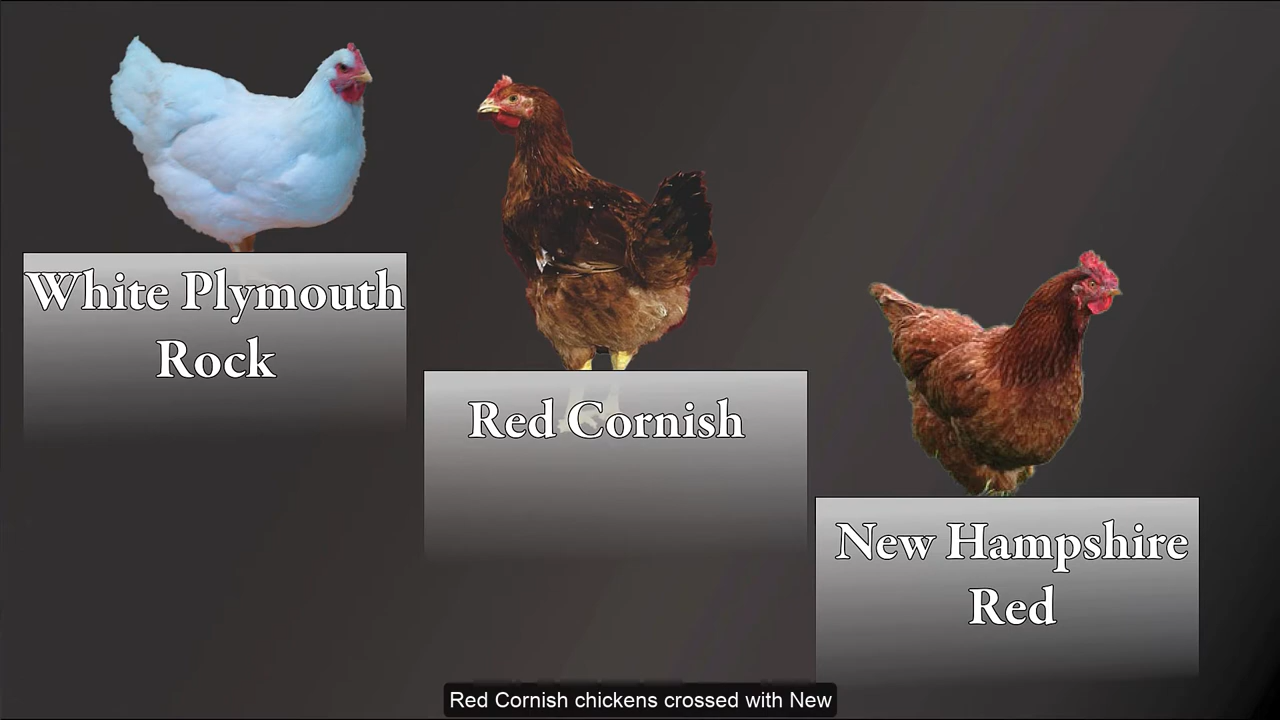 White Plymouth
Rock
Red Cornish
New Hampshire
Red
Red Cornish chickens crossed with New